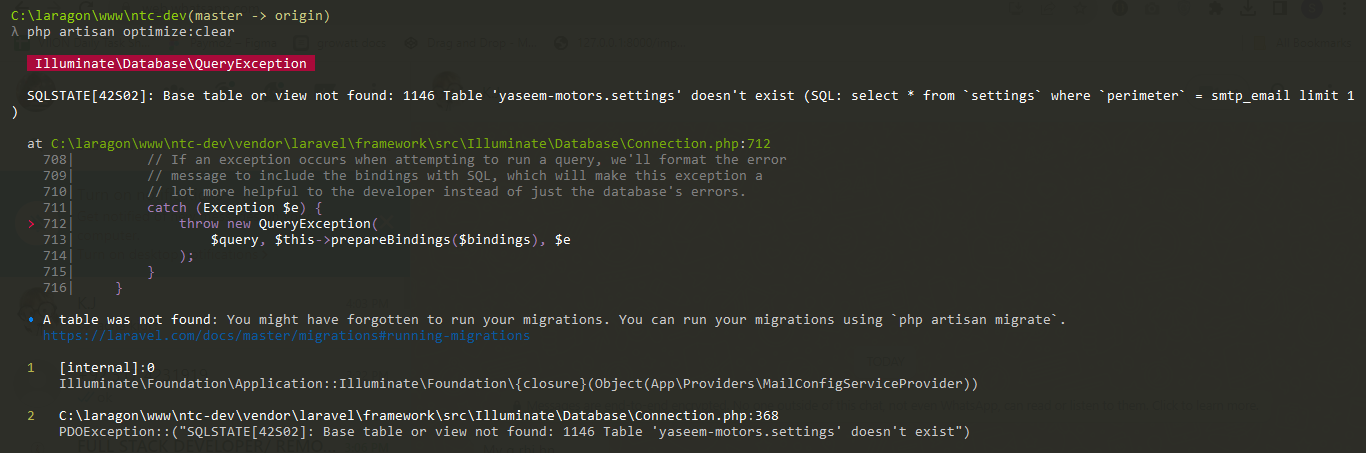 C:\laragon\www\ntc-dev(master -> origin)
λ php artisan optimize:clear
Illuminate\Database\QueryException
SQLSTATE[42S02]: Base table or view not found: 1146 Table 'yaseem-motors.settings' doesn't exist (SQL: select * from `settings` where `perimeter` = smtp_email limit 1
)
at C:\laragon\www\ntc-dev\vendor\laravel\framework\src\Illuminate\Database\Connection.php:712
708| // If an exception occurs when attempting to run a query, we'll format the error
709| // message to include the bindings with SQL, which will make this exception a
710| // lot more helpful to the developer instead of just the database's errors.
711| catch (Exception $e) {
> 712| throw new QueryException(
713| $query, $this->prepareBindings($bindings), $e
714| );
715| }
716| }
• A table was not found: You might have forgotten to run your migrations. You can run your migrations using `php artisan migrate`.
https://laravel.com/docs/master/migrations#running-migrations
1 [internal]:0
Illuminate\Foundation\Application::Illuminate\Foundation\{closure}(Object(App\Providers\MailConfigServiceProvider))
2 C:\laragon\www\ntc-dev\vendor\laravel\framework\src\Illuminate\Database\Connection.php:368
PDOException::("SQLSTATE[42S02]: Base table or view not found: 1146 Table 'yaseem-motors.settings' doesn't exist")